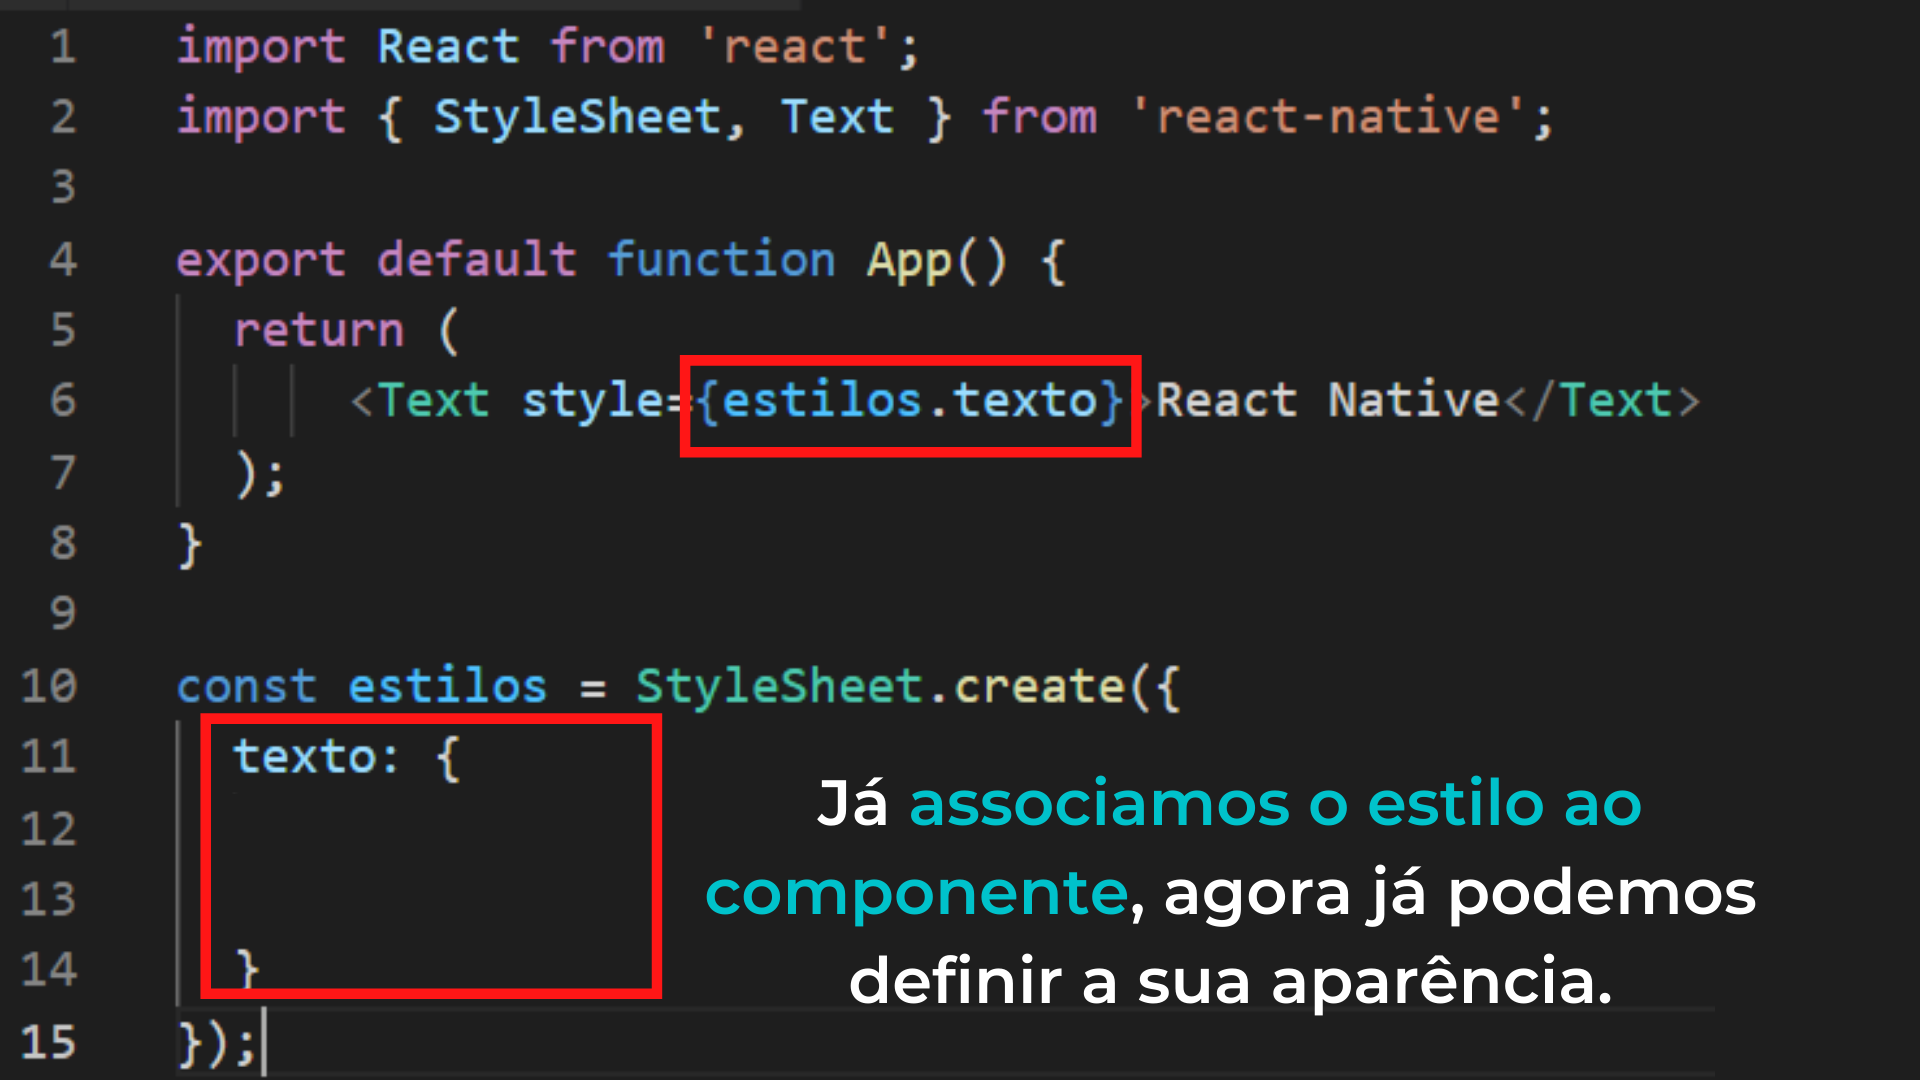 1 import React from 'react';
2 import { StyleSheet, Text } from 'react-native';
3
4 export default function App() {
5 return (
6 <Text style={estilos.texto}>React Native</Text>
7 );
8 }
9
10 const estilos = StyleSheet.create({
11 texto: {
12
13
14 }
15 });
Já associamos o estilo ao
componente, agora já podemos
definir a sua aparência.